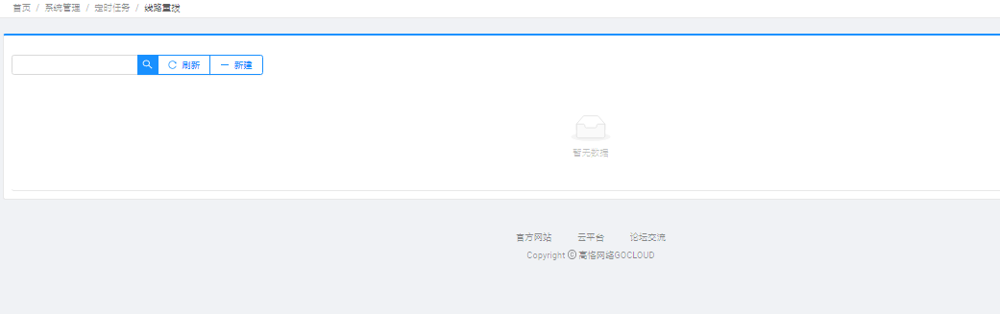 首页 / 系统管理 / 定时任务 / 线路重拨
刷新 新建
暂无数据
官方网站 云平台 论坛交流
Copyright © 高恪网络GOCLOUD